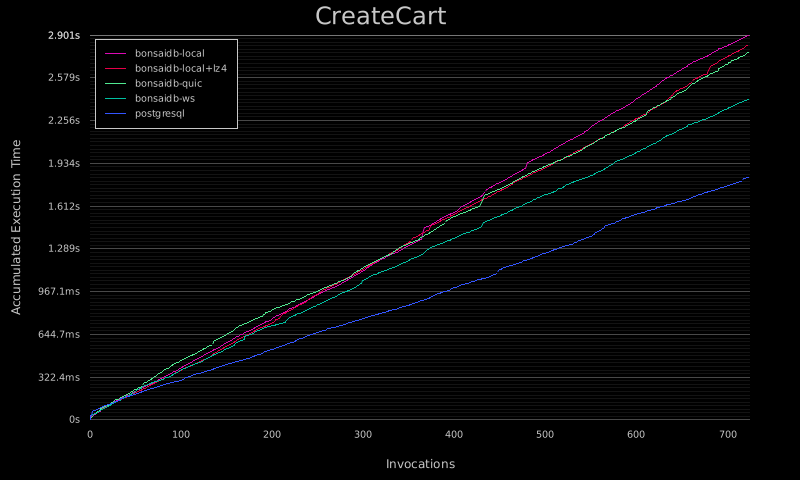 CreateCart
2.901s
2.579s
2.256s
1.934s
1.612s
1.289s
967.1ms
644.7ms
322.4ms
0s
Accumulated Execution Time
bonsaidb-local
bonsaidb-local+lz4
bonsaidb-quic
bonsaidb-ws
postgresql
0 100 200 300 400 500 600 700
Invocations